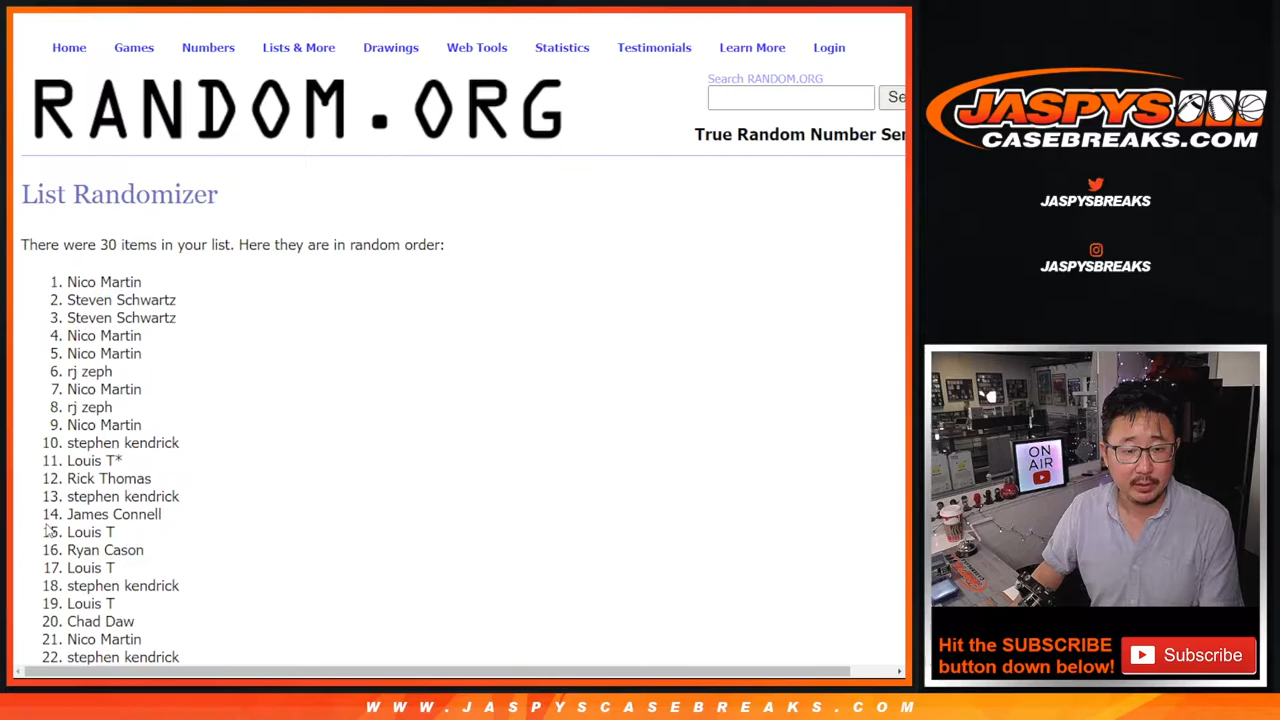 Home Games Numbers Lists & More Drawings Web Tools Statistics Testimonials Learn More Login
RANDOM.ORG
Search RANDOM.ORG
Se
True Random Number Ser
List Randomizer
There were 30 items in your list. Here they are in random order:
1. Nico Martin
2. Steven Schwartz
3. Steven Schwartz
4. Nico Martin
5. Nico Martin
6. rj zeph
7. Nico Martin
8. rj zeph
9. Nico Martin
10. stephen kendrick
11. Louis T*
12. Rick Thomas
13. stephen kendrick
14. James Connell
15. Louis T
16. Ryan Cason
17. Louis T
18. stephen kendrick
19. Louis T
20. Chad Daw
21. Nico Martin
22. stephen kendrick
JASPYS
CASEBREAKS.COM
JASPYSBREAKS
JASPYSBREAKS
ON
AIR
Hit the SUBSCRIBE
button down below!
Subscribe
WWW.JASPYSCASEBREAKS.COM